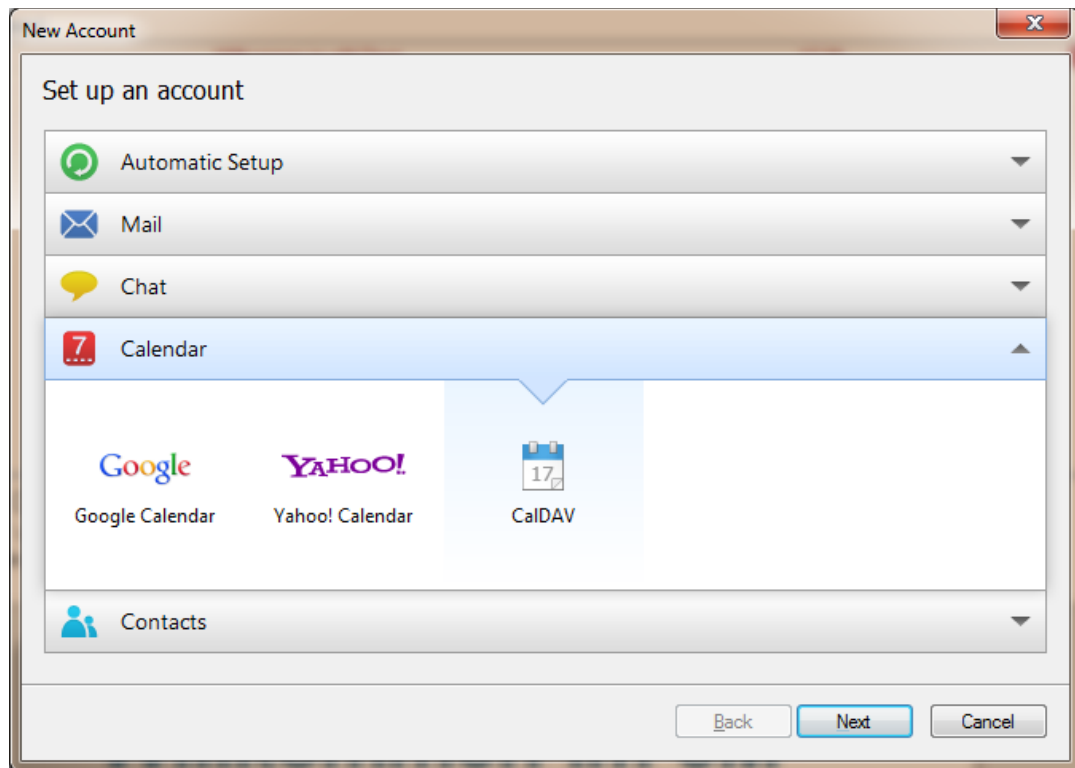 New Account
Set up an account
Automatic Setup
Mail
Chat
7
Calendar
Google YAHOO! 17
Google Calendar Yahoo! Calendar CalDAV
Contacts
Back Next Cancel